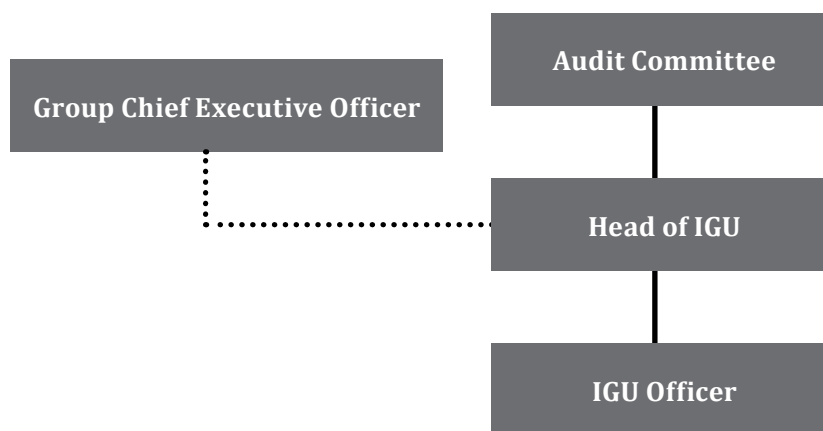 Audit Committee
Group Chief Executive Officer
Head of IGU
IGU Officer